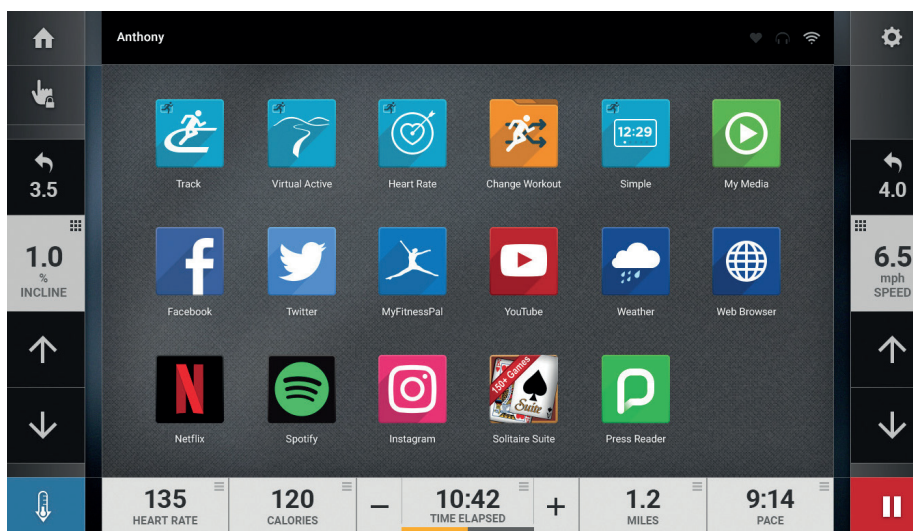 Anthony
3.5
1.0
%
INCLINE
12:29
Track
Virtual Active
Heart Rate
Change Workout
Simple
My Media
Facebook
Twitter
MyFitnessPal
YouTube
Weather
Web Browser
150+ Games
Suite
Netflix
Spotify
Instagram
Solitaire Suite
Press Reader
4.0
6.5
mph
SPEED
135
HEART RATE
120
CALORIES
10:42
TIME ELAPSED
1.2
MILES
9:14
PACE